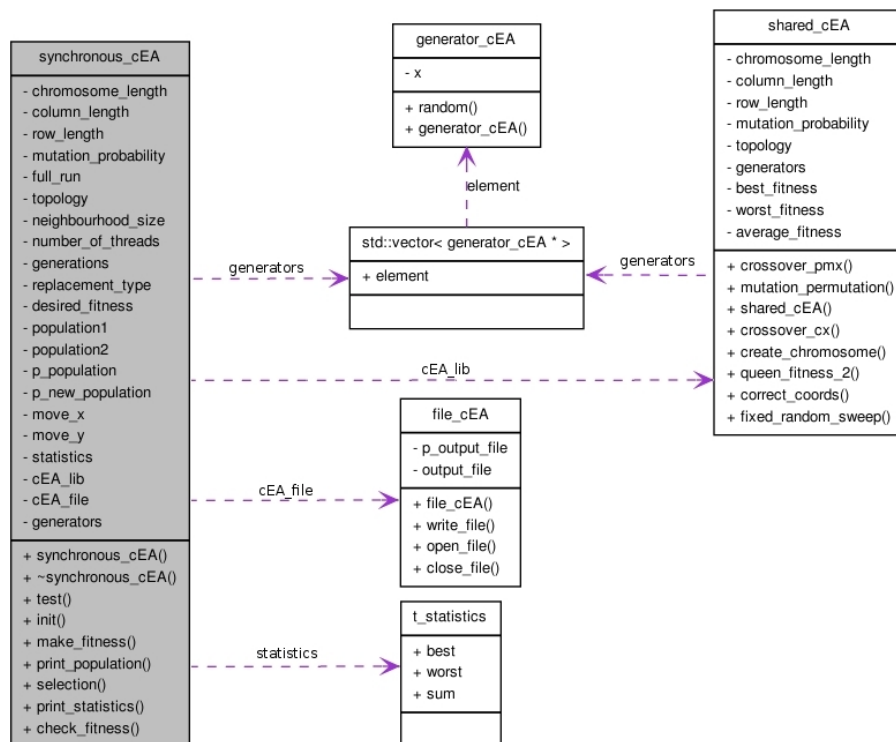 synchronous_cEA
- chromosome_length
- column_length
- row_length
- mutation_probability
- full_run
- topology
- neighbourhood_size
- number_of_threads
- generations
- replacement_type
- desired_fitness
- population1
- population2
- p_population
- p_new_population
- move_x
- move_y
- statistics
- cEA_lib
- cEA_file
- generators
+ synchronous_cEA()
+ ~synchronous_cEA()
+ test()
+ init()
+ make_fitness()
+ print_population()
+ selection()
+ print_statistics()
+ check_fitness()
generators
cEA_lib
cEA_file
statistics
generator_cEA
- x
+ random()
+ generator_cEA()
element
std::vector< generator_cEA * >
+ element
file_cEA
- p_output_file
- output_file
+ file_cEA()
+ write_file()
+ open_file()
+ close_file()
t_statistics
+ best
+ worst
+ sum
generators
shared_cEA
- chromosome_length
- column_length
- row_length
- mutation_probability
- topology
- generators
- best_fitness
- worst_fitness
- average_fitness
+ crossover_pmx()
+ mutation_permutation()
+ shared_cEA()
+ crossover_cx()
+ create_chromosome()
+ queen_fitness_2()
+ correct_coords()
+ fixed_random_sweep()